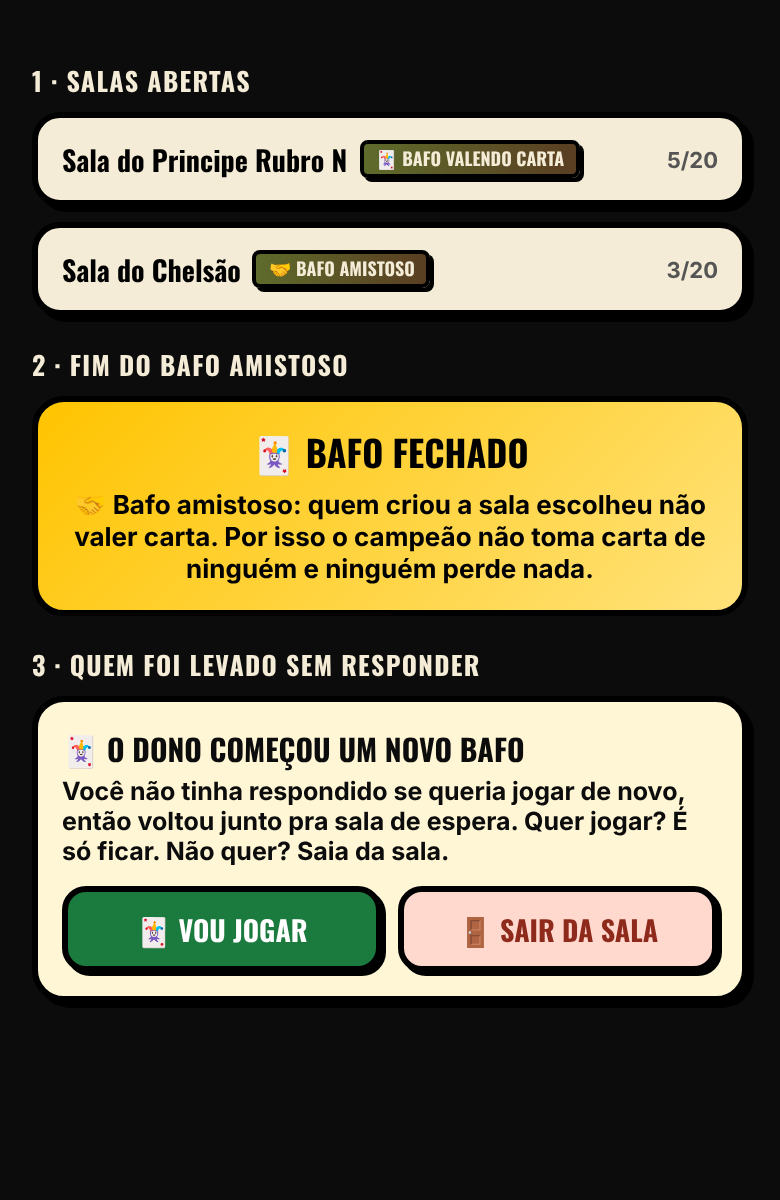 1 · SALAS ABERTAS
Sala do Principe Rubro N 🃏 BAFO VALENDO CARTA 5/20
Sala do Chelsão 🤝 BAFO AMISTOSO 3/20
2 · FIM DO BAFO AMISTOSO
🃏 BAFO FECHADO
🤝 Bafo amistoso: quem criou a sala escolheu não
valer carta. Por isso o campeão não toma carta de
ninguém e ninguém perde nada.
3 · QUEM FOI LEVADO SEM RESPONDER
🃏 O DONO COMEÇOU UM NOVO BAFO
Você não tinha respondido se queria jogar de novo,
então voltou junto pra sala de espera. Quer jogar? É
só ficar. Não quer? Saia da sala.
🃏 VOU JOGAR 🚪 SAIR DA SALA